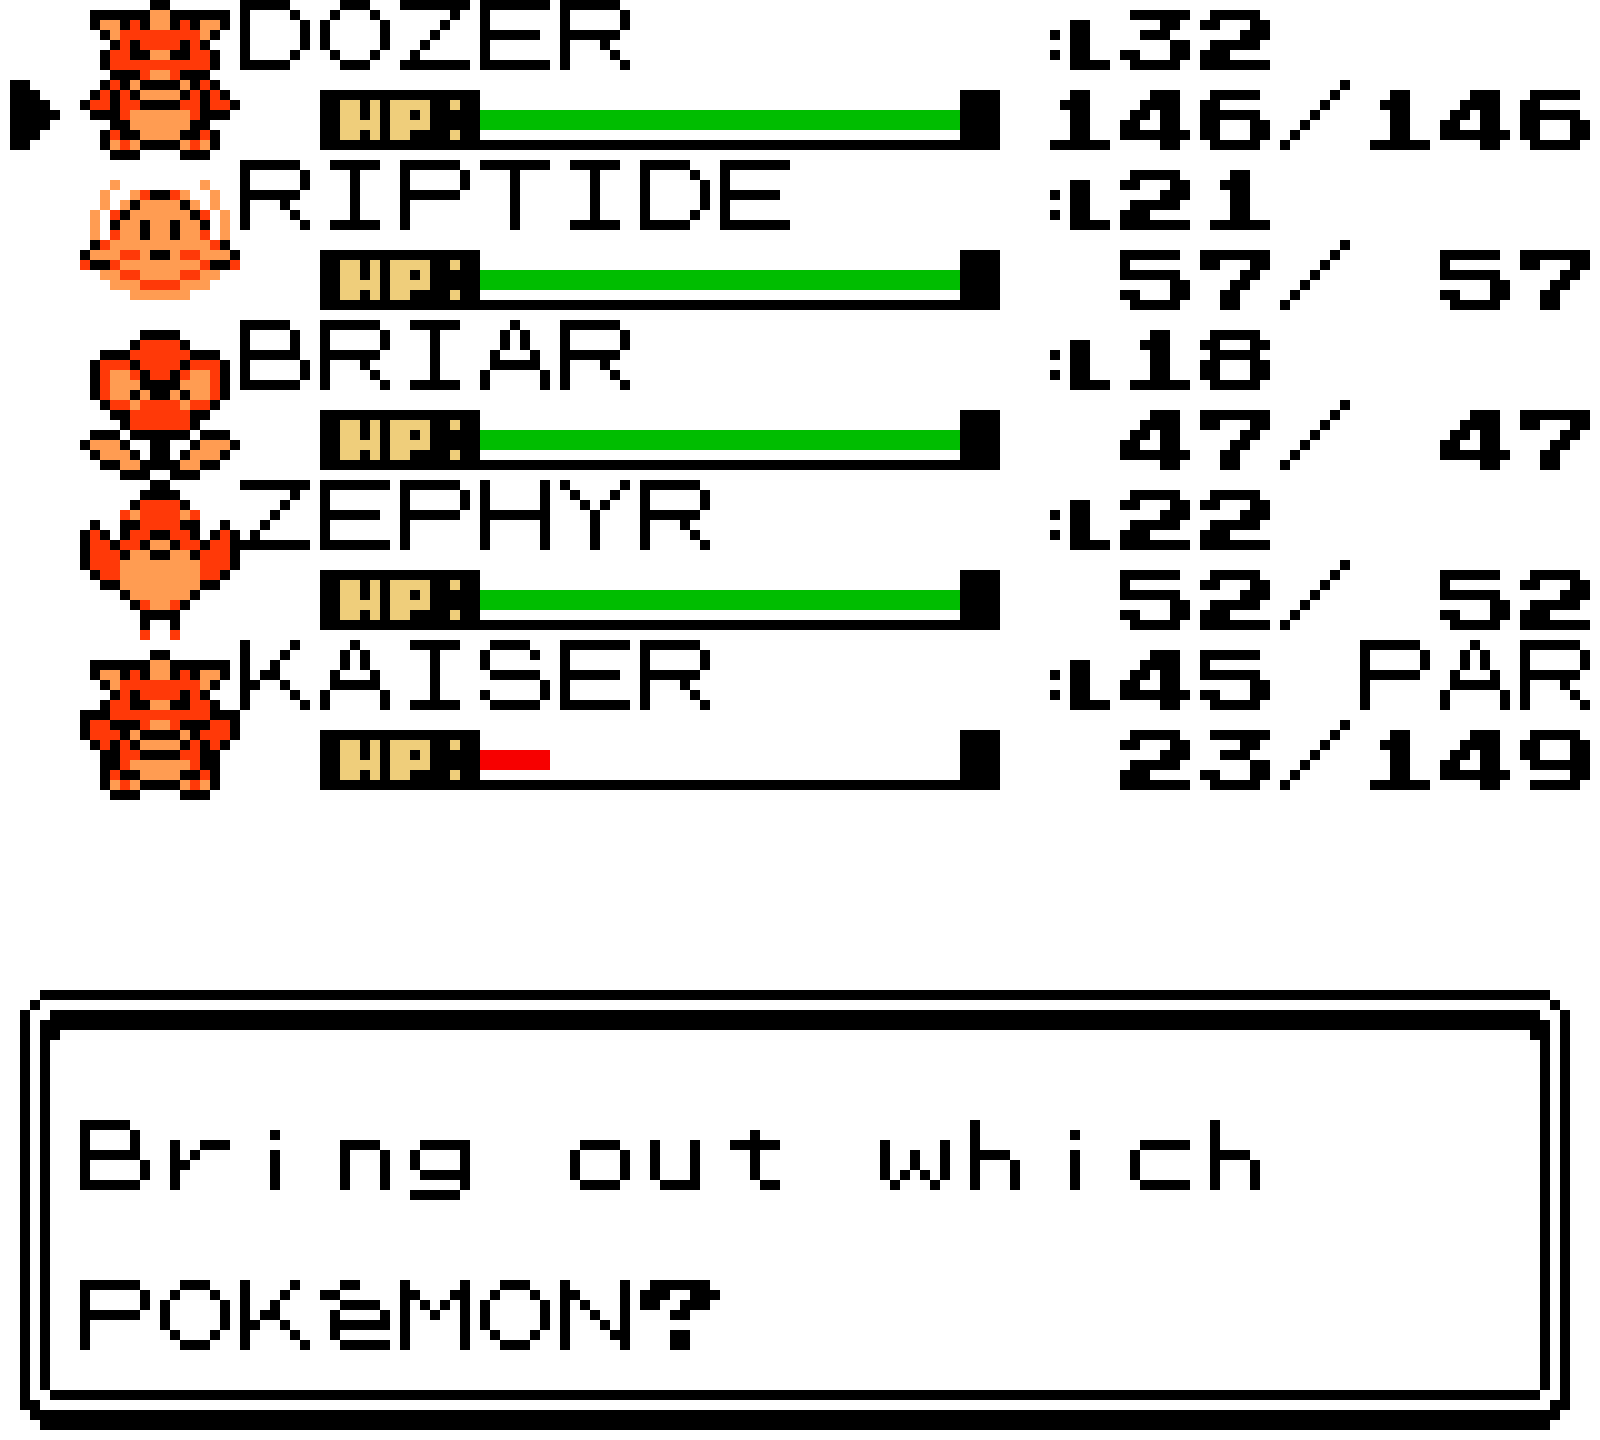 DOZER :L32
HP: 146/146
RIPTIDE :L21
HP: 57/ 57
BRIAR :L18
HP: 47/ 47
ZEPHYR :L22
HP: 52/ 52
KAISER :L45 PAR
HP: 23/149
Bring out which
POKéMON?